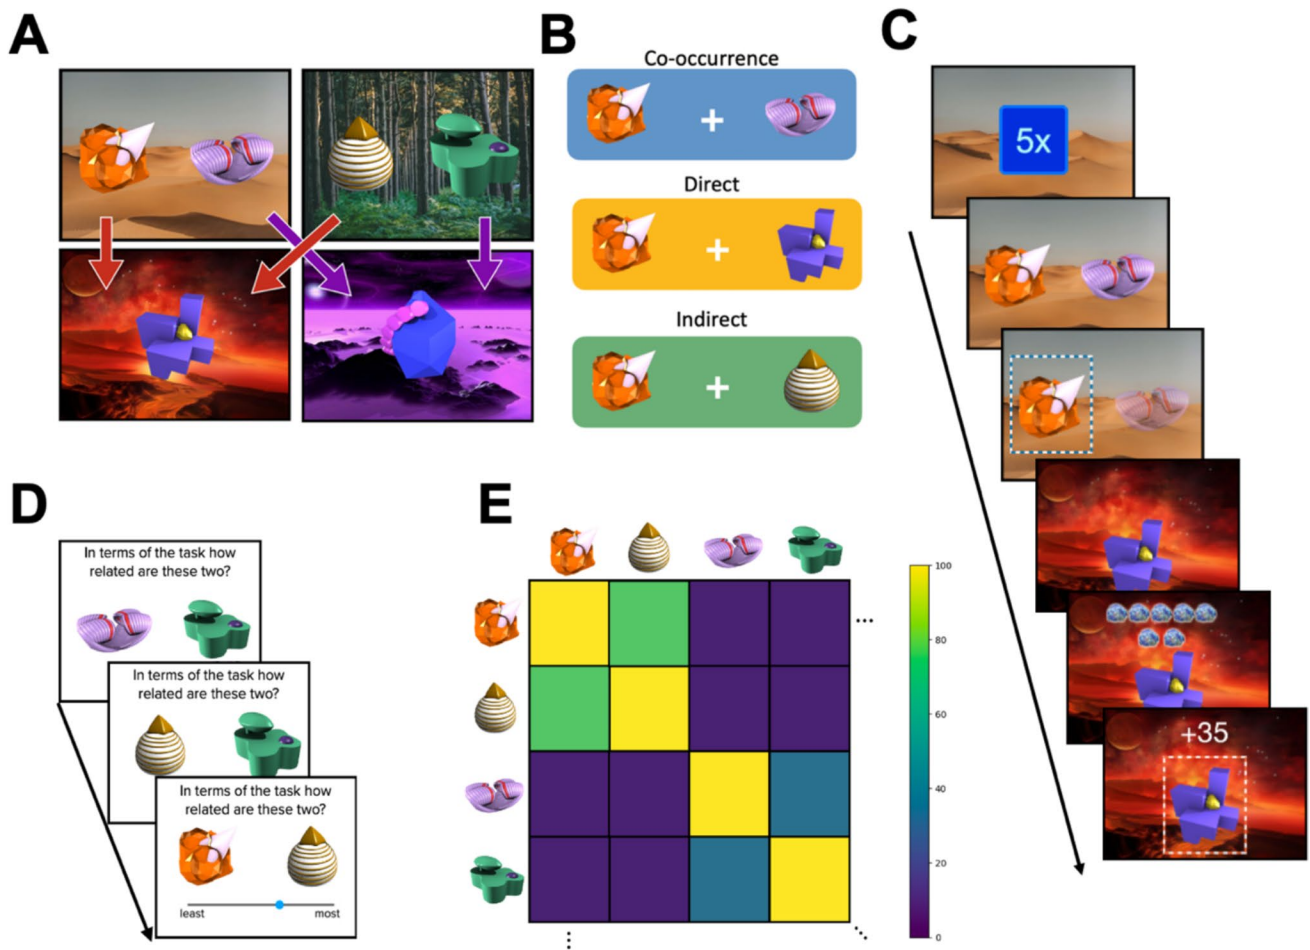 A
B
C
Co-occurrence
+
Direct
+
Indirect
+
5x
+35
D
In terms of the task how
related are these two?
In terms of the task how
related are these two?
In terms of the task how
related are these two?
least
most
E
...
100
80
60
40
20
0